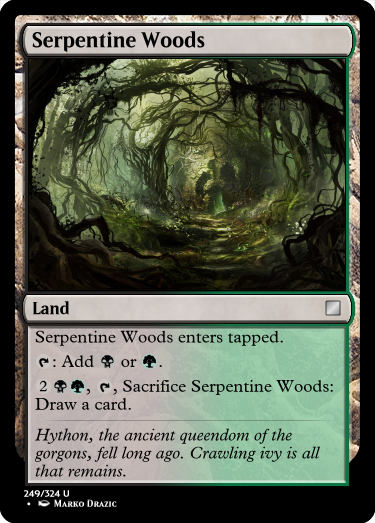 Serpentine Woods
Land
Serpentine Woods enters tapped.
: Add or .
2 , , Sacrifice Serpentine Woods:
Draw a card.
Hython, the ancient queendom of the
gorgons, fell long ago. Crawling ivy is all
that remains.
249/324 U
• Marko Drazic